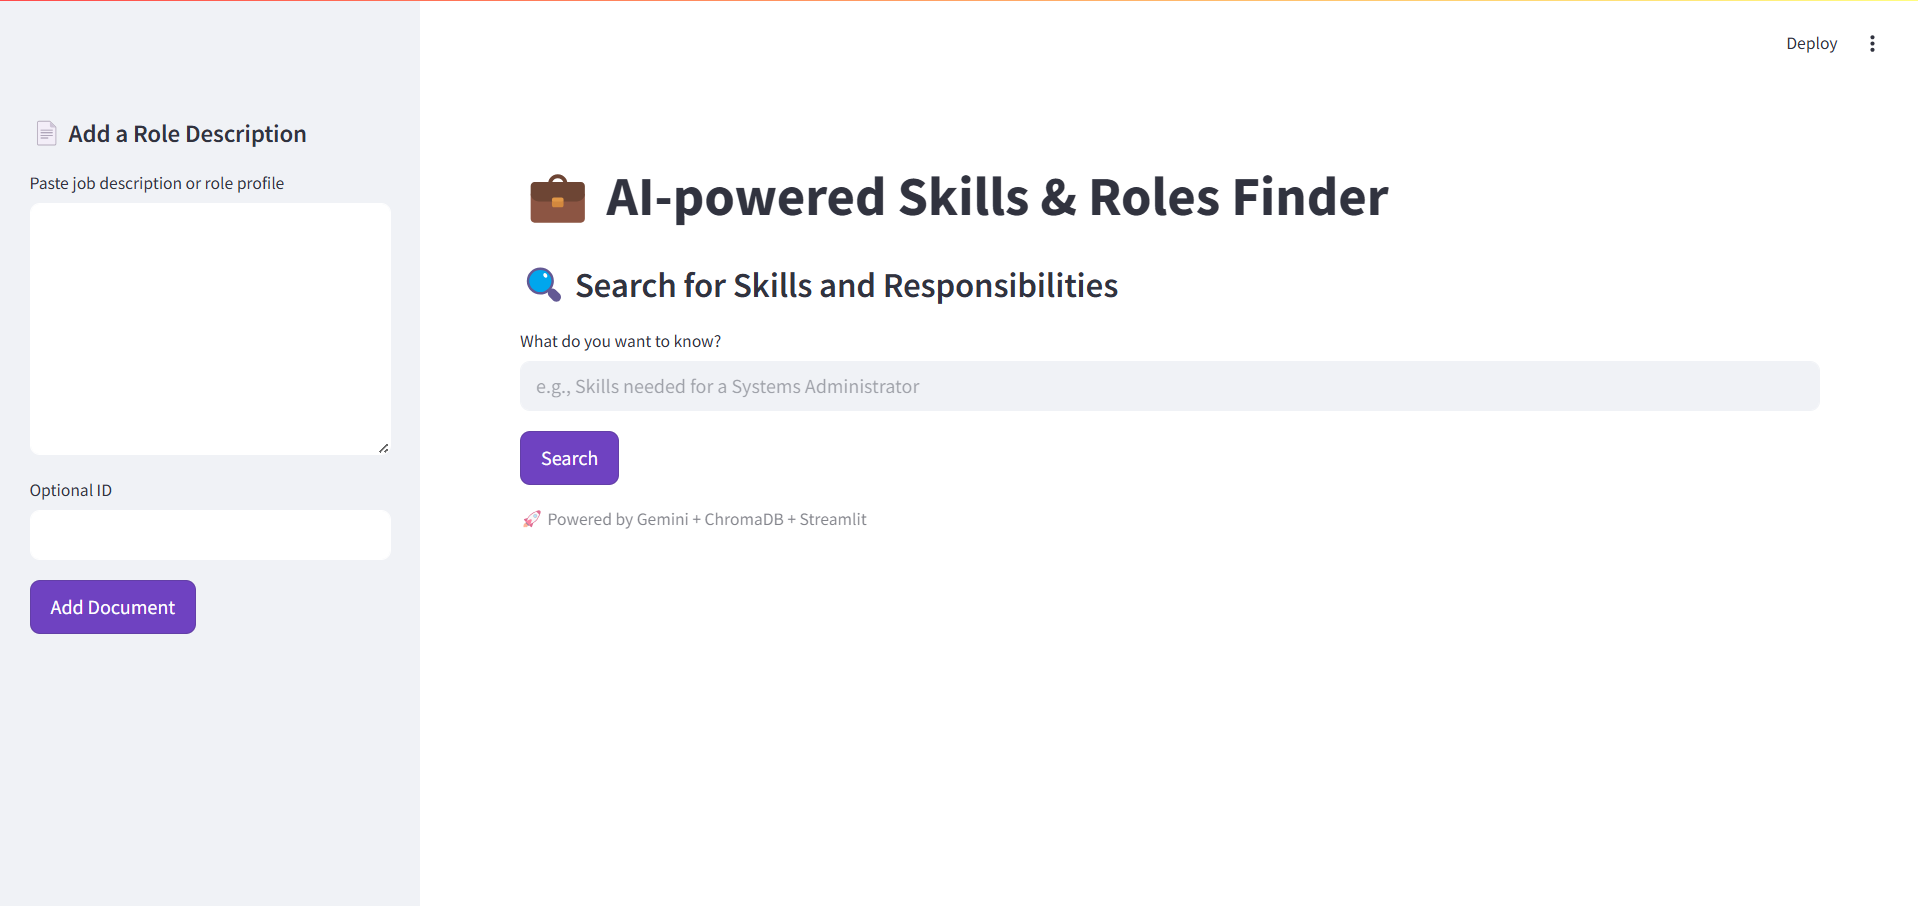 Deploy
Add a Role Description
Paste job description or role profile
Optional ID
Add Document
AI-powered Skills & Roles Finder
Search for Skills and Responsibilities
What do you want to know?
e.g., Skills needed for a Systems Administrator
Search
Powered by Gemini + ChromaDB + Streamlit